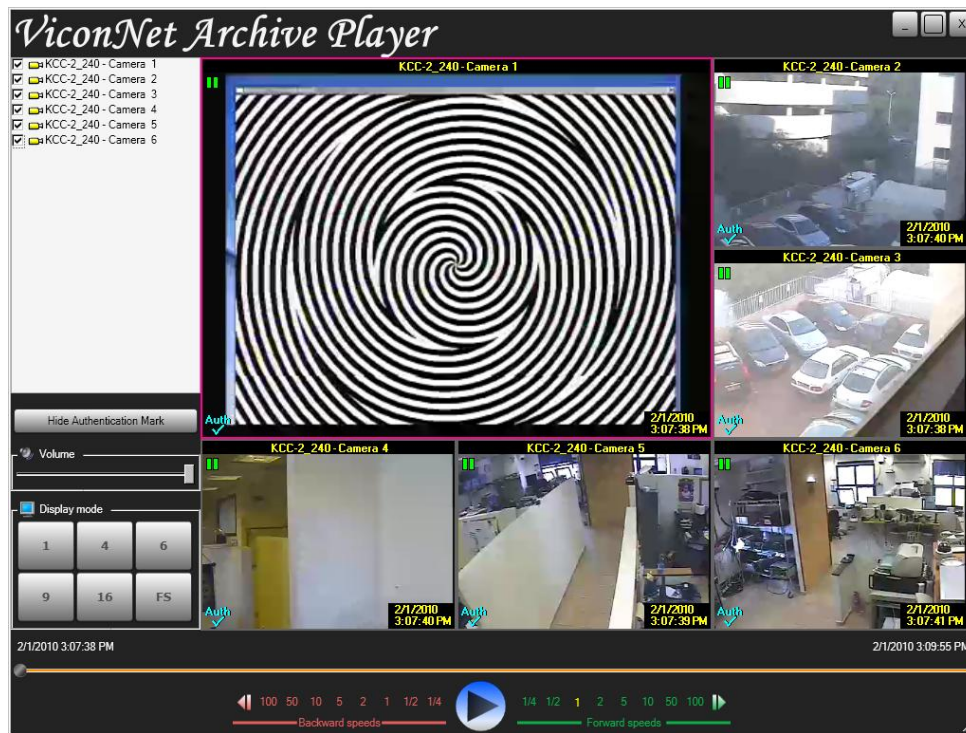 ViconNet Archive Player
_ X
KCC-2_240 - Camera 1
KCC-2_240 - Camera 2
KCC-2_240 - Camera 3
KCC-2_240 - Camera 4
KCC-2_240 - Camera 5
KCC-2_240 - Camera 6
KCC-2_240 - Camera 1
Auth
2/1/2010
3:07:38 PM
KCC-2_240 - Camera 2
Auth
2/1/2010
3:07:40 PM
KCC-2_240 - Camera 3
Auth
2/1/2010
3:07:38 PM
Hide Authentication Mark
Volume
Display mode
1 4 6
9 16 FS
KCC-2_240 - Camera 4
Auth
2/1/2010
3:07:40 PM
KCC-2_240 - Camera 5
Auth
2/1/2010
3:07:39 PM
KCC-2_240 - Camera 6
Auth
2/1/2010
3:07:41 PM
2/1/2010 3:07:38 PM
2/1/2010 3:09:55 PM
100 50 10 5 2 1 1/2 1/4
Backward speeds
1/4 1/2 1 2 5 10 50 100
Forward speeds